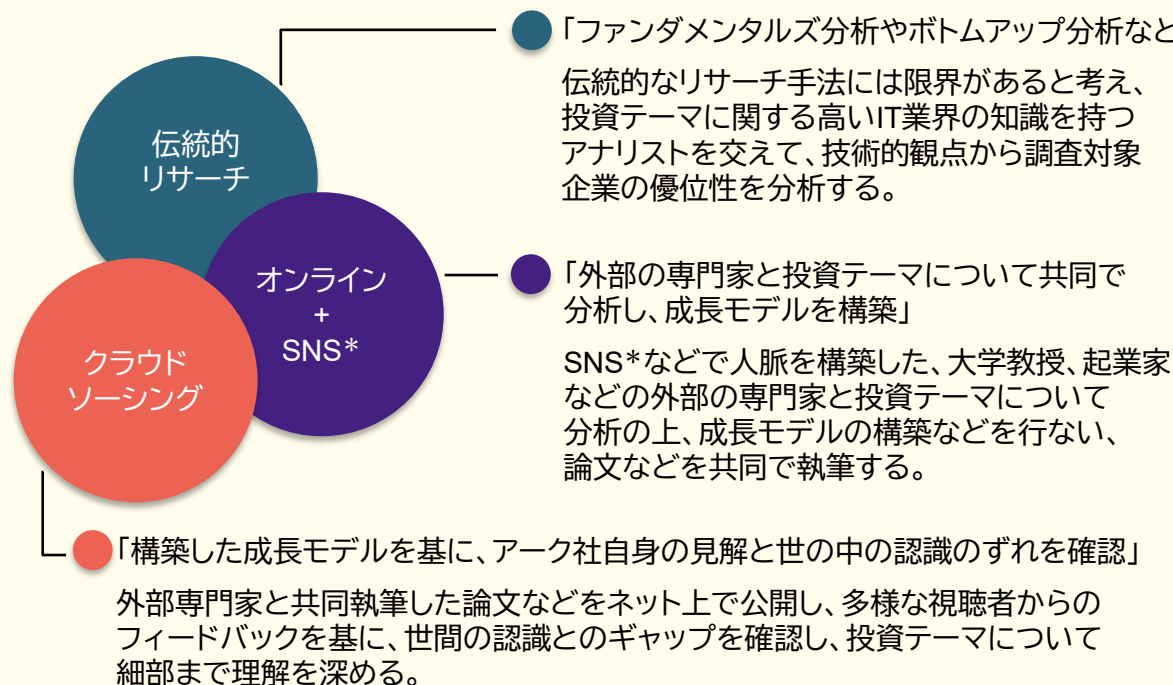 伝統的
リサーチ
オンライン
+
SNS*
クラウド
ソーシング
「ファンダメンタルズ分析やボトムアップ分析など
伝統的なリサーチ手法には限界があると考え、
投資テーマに関する高いIT業界の知識を持つ
アナリストを交えて、技術的観点から調査対象
企業の優位性を分析する。
「外部の専門家と投資テーマについて共同で
分析し、成長モデルを構築」
SNS*などで人脈を構築した、大学教授、起業家
などの外部の専門家と投資テーマについて
分析の上、成長モデルの構築などを行ない、
論文などを共同で執筆する。
「構築した成長モデルを基に、アーク社自身の見解と世の中の認識のずれを確認」
外部専門家と共同執筆した論文などをネット上で公開し、多様な視聴者からの
フィードバックを基に、世間の認識とのギャップを確認し、投資テーマについて
細部まで理解を深める。